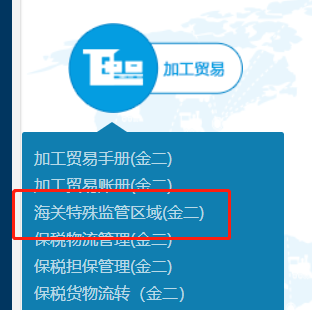 加工贸易
加工贸易手册(金二)
加工贸易账册(金二)
海关特殊监管区域(金二)
保税物流管理(金二)
保税担保管理(金二)
保税货物流转（金二）